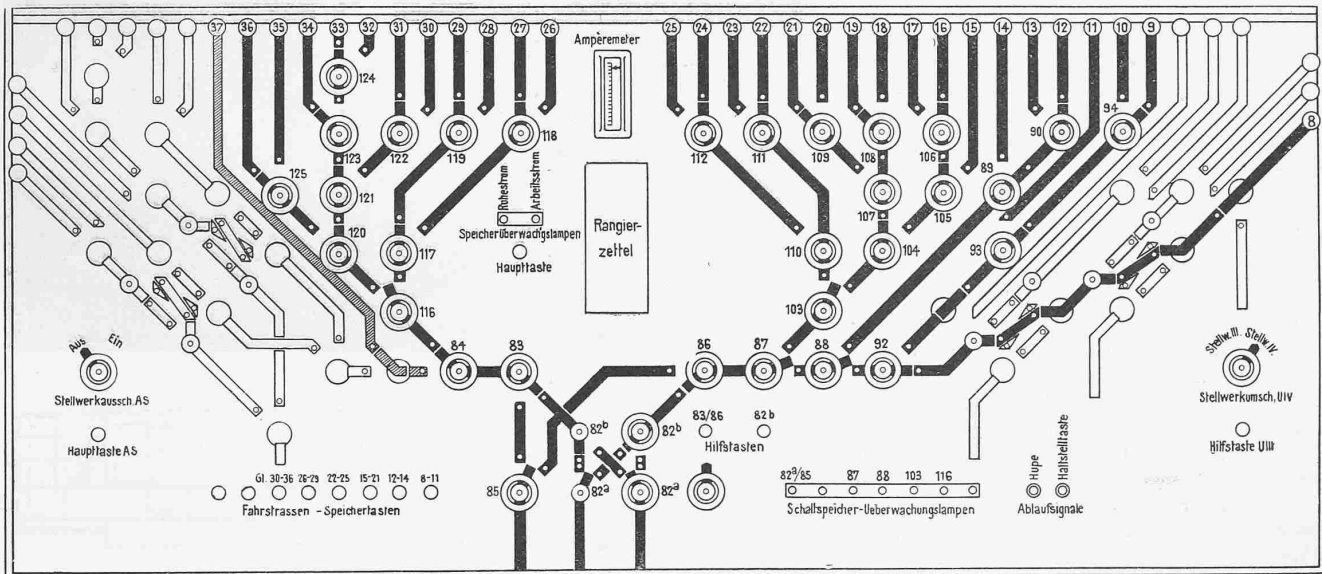 37 36 35 34 33 32 31 30 29 28 27 26
Ampèremeter
25 24 23 22 21 20 19 18 17 16 15 14 13 12 11 10 9
8
124
123
122
119
118
112
111
109
108
106
90
94
125
121
107
105
89
120
117
110
104
93
116
103
84
83
86
87
88
92
Ruhestrom
Arbeitsstrom
Speicherüberwachgslampen
Haupttaste
Rangier-
zettel
Aus
Ein
Stellwerkaussch. AS
Haupttaste AS
Stellw. III.
Stellw. IV.
Stellwerkumsch. UIV
Hilfstaste UIII
82b
82b
83/86
82b
Hilfstasten
85
82a
82a
Gl. 30-36 26-29 22-25 15-21 12-14 8-11
Fahrstrassen - Speichertasten
82a/85 87 88 103 116
Schaltspeicher-Ueberwachungslampen
Hupe
Haltstelltaste
Ablaufsignale